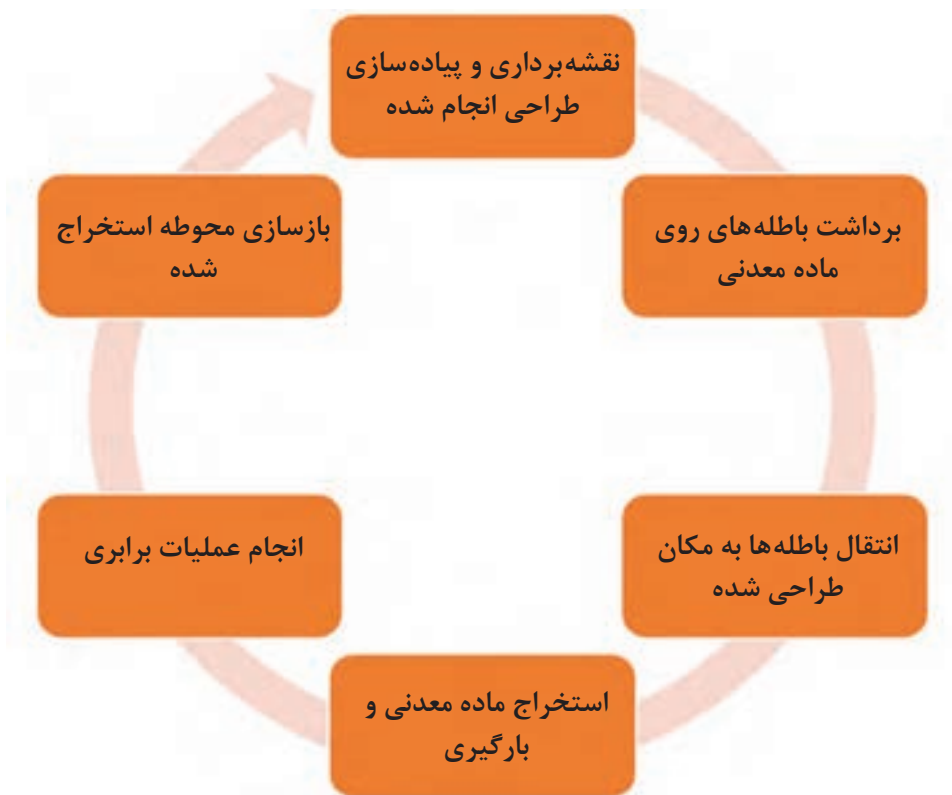 نقشه‌برداری و پیاده‌سازی
طراحی انجام شده
برداشت باطله‌های روی
ماده معدنی
انتقال باطله‌ها به مکان
طراحی شده
استخراج ماده معدنی و
بارگیری
انجام عملیات برابری
بازسازی محوطه استخراج
شده